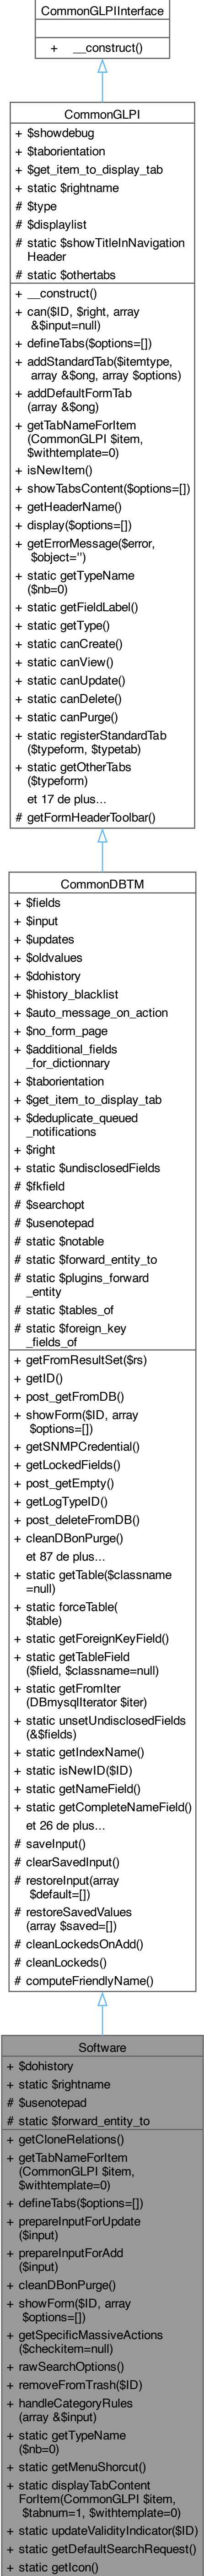 CommonGLPIInterface
+ __construct()
CommonGLPI
+ $showdebug
+ $taborientation
+ $get_item_to_display_tab
+ static $rightname
# $type
# $displaylist
# static $showTitleInNavigation
Header
# static $othertabs
+ __construct()
+ can($ID, $right, array
&$input=null)
+ defineTabs($options=[])
+ addStandardTab($itemtype,
array &$ong, array $options)
+ addDefaultFormTab
(array &$ong)
+ getTabNameForItem
(CommonGLPI $item,
$withtemplate=0)
+ isNewItem()
+ showTabsContent($options=[])
+ getHeaderName()
+ display($options=[])
+ getErrorMessage($error,
$object='')
+ static getTypeName
($nb=0)
+ static getFieldLabel()
+ static getType()
+ static canCreate()
+ static canView()
+ static canUpdate()
+ static canDelete()
+ static canPurge()
+ static registerStandardTab
($typeform, $typetab)
+ static getOtherTabs
($typeform)
et 17 de plus...
# getFormHeaderToolbar()
CommonDBTM
+ $fields
+ $input
+ $updates
+ $oldvalues
+ $dohistory
+ $history_blacklist
+ $auto_message_on_action
+ $no_form_page
+ $additional_fields
_for_dictionnary
+ $taborientation
+ $get_item_to_display_tab
+ $deduplicate_queued
_notifications
+ $right
+ static $undisclosedFields
# $fkfield
# $searchopt
# $usenotepad
# static $notable
# static $forward_entity_to
# static $plugins_forward
_entity
# static $tables_of
# static $foreign_key
_fields_of
+ getFromResultSet($rs)
+ getID()
+ post_getFromDB()
+ showForm($ID, array
$options=[])
+ getSNMPCredential()
+ getLockedFields()
+ post_getEmpty()
+ getLogTypeID()
+ post_deleteFromDB()
+ cleanDBonPurge()
et 87 de plus...
+ static getTable($classname
=null)
+ static forceTable(
$table)
+ static getForeignKeyField()
+ static getTableField
($field, $classname=null)
+ static getFromIter
(DBmysqlIterator $iter)
+ static unsetUndisclosedFields
(&$fields)
+ static getIndexName()
+ static isNewID($ID)
+ static getNameField()
+ static getCompleteNameField()
et 26 de plus...
# saveInput()
# clearSavedInput()
# restoreInput(array
$default=[])
# restoreSavedValues
(array $saved=[])
# cleanLockedsOnAdd()
# cleanLockeds()
# computeFriendlyName()
Software
+ $dohistory
+ static $rightname
# $usenotepad
# static $forward_entity_to
+ getCloneRelations()
+ getTabNameForItem
(CommonGLPI $item,
$withtemplate=0)
+ defineTabs($options=[])
+ prepareInputForUpdate
($input)
+ prepareInputForAdd
($input)
+ cleanDBonPurge()
+ showForm($ID, array
$options=[])
+ getSpecificMassiveActions
($checkitem=null)
+ rawSearchOptions()
+ removeFromTrash($ID)
+ handleCategoryRules
(array &$input)
+ static getTypeName
($nb=0)
+ static getMenuShorcut()
+ static displayTabContent
ForItem(CommonGLPI $item,
$tabnum=1, $withtemplate=0)
+ static updateValidityIndicator($ID)
+ static getDefaultSearchRequest()
+ static getIcon()